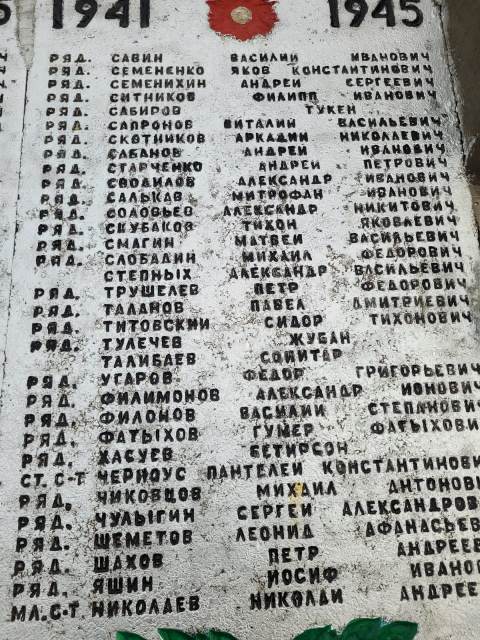 1941 1945
РЯД. САВИН ВАСИЛИЙ ИВАНОВИЧ
РЯД. СЕМЕНЕНКО ЯКОВ КОНСТАНТИНОВИЧ
РЯД. СЕМЕНИХИН АНДРЕЙ СЕРГЕЕВИЧ
РЯД. СИТНИКОВ ФИЛИПП ИВАНОВИЧ
РЯД. САБИРОВ ТУКЕН
РЯД. САПРОНОВ ВИТАЛИЙ ВАСИЛЬЕВИЧ
РЯД. СКОТНИКОВ АРКАДИЙ НИКОЛАЕВИЧ
РЯД. САБАНОВ АНДРЕЙ ИВАНОВИЧ
РЯД. СТАРЧЕНКО АНДРЕЙ ПЕТРОВИЧ
РЯД. СВОДИЛОВ АЛЕКСАНДР ИВАНОВИЧ
РЯД. САЛЬКАВ МИТРОФАН ИВАНОВИЧ
РЯД. СОЛОВЬЕВ АЛЕКСАНДР НИКИТОВИЧ
РЯД. СКУБАКОВ ТИХОН ЯКОВЛЕВИЧ
РЯД. СМАГИН МАТВЕЙ ВАСИЛЬЕВИЧ
РЯД. СЛОБАДИН МИХАИЛ ФЕДОРОВИЧ
СТЕПНЫХ АЛЕКСАНДР ВАСИЛЬЕВИЧ
РЯД. ТРУШЕЛЕВ ПЕТР ФЕДОРОВИЧ
РЯД. ТАЛАНОВ ПАВЕЛ ДМИТРИЕВИЧ
РЯД. ТИТОВСКИЙ СИДОР ТИХОНОВИЧ
РЯД. ТУЛЕЧЕВ ЖУБАН
ТАЛИБАЕВ СОИИТАР
РЯД. УГАРОВ ФЕДОР ГРИГОРЬЕВИЧ
РЯД. ФИЛИМОНОВ АЛЕКСАНДР ИОНОВИЧ
РЯД. ФИЛОНОВ ВАСИЛИЙ СТЕПАНОВИЧ
РЯД. ФАТЫХОВ ГУМЕР ФАТЫХОВИЧ
РЯД. ХАСУЕВ БЕТИРСОН
СТ. С-Т ЧЕРНОУС ПАНТЕЛЕЙ КОНСТАНТИНОВИ
РЯД. ЧИКОВЦОВ МИХАИЛ АНТОНОВИ
РЯД. ЧУЛЫГИН СЕРГЕЙ АЛЕКСАНДРОВ
РЯД. ШЕМЕТОВ ЛЕОНИД АФАНАСЬЕВ
РЯД. ШАХОВ ПЕТР АНДРЕЕВ
РЯД. ЯШИН ИОСИФ ИВАНОВ
МЛ. С-Т НИКОЛАЕВ НИКОЛАЙ АНДРЕЕ